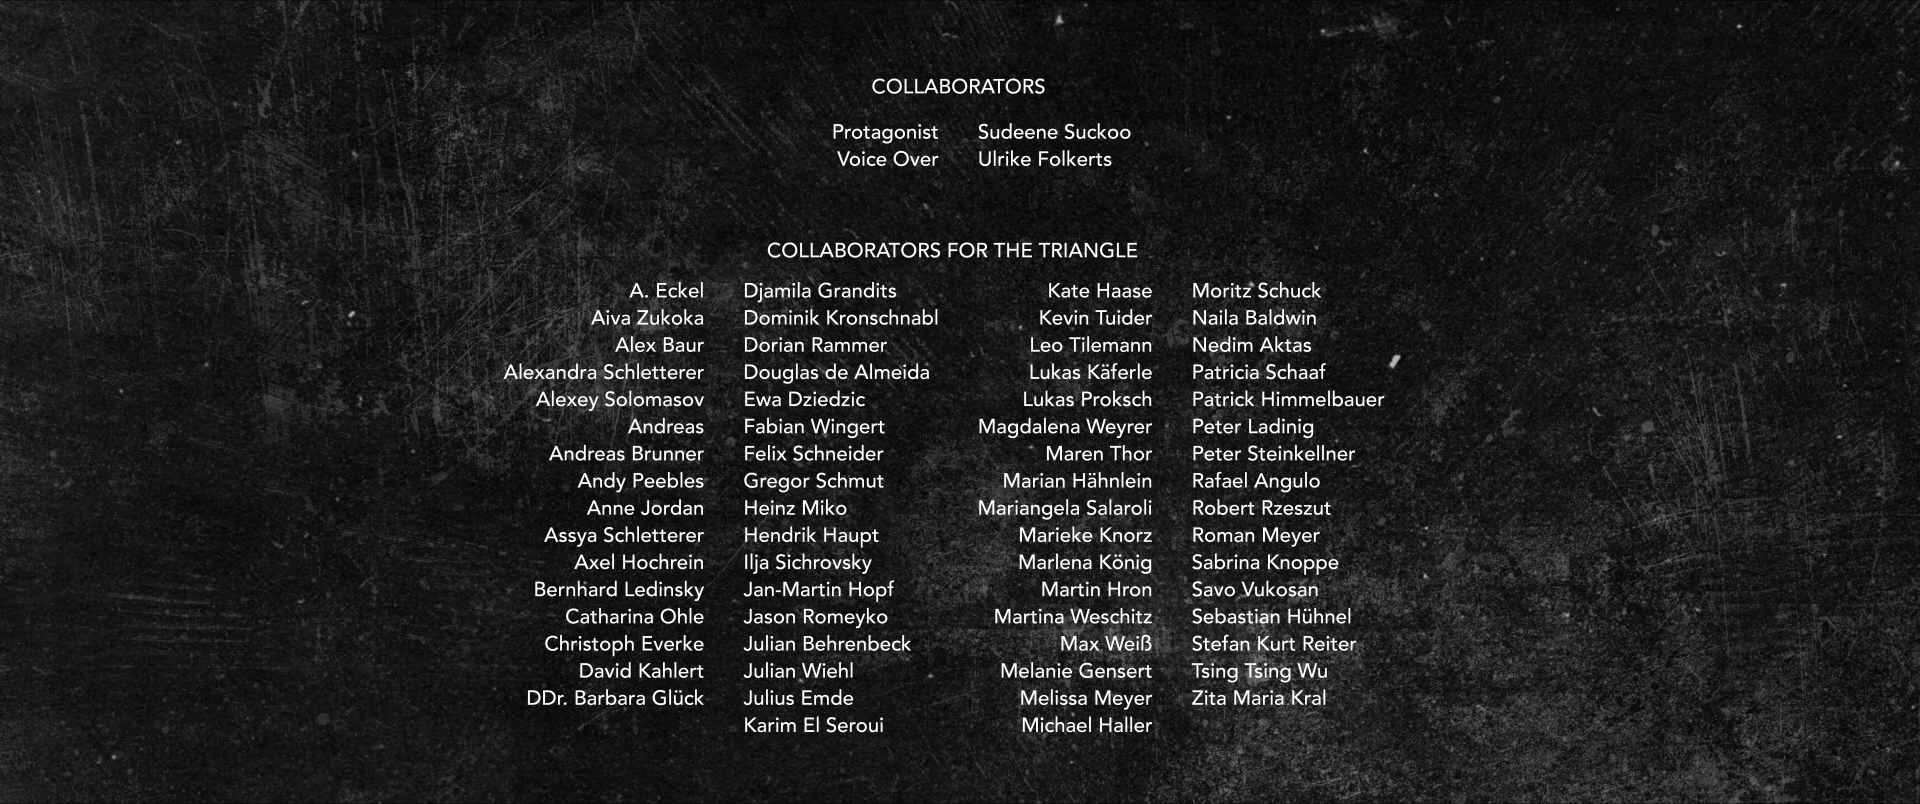 COLLABORATORS
Protagonist Sudeene Suckoo
Voice Over Ulrike Folkerts
COLLABORATORS FOR THE TRIANGLE
A. Eckel Djamila Grandits Kate Haase Moritz Schuck
Aiva Zukoka Dominik Kronschnabl Kevin Tuider Naila Baldwin
Alex Baur Dorian Rammer Leo Tilemann Nedim Aktas
Alexandra Schletterer Douglas de Almeida Lukas Käferle Patricia Schaaf
Alexey Solomasov Ewa Dziedzic Lukas Proksch Patrick Himmelbauer
Andreas Fabian Wingert Magdalena Weyrer Peter Ladinig
Andreas Brunner Felix Schneider Maren Thor Peter Steinkellner
Andy Peebles Gregor Schmut Marian Hähnlein Rafael Angulo
Anne Jordan Heinz Miko Mariangela Salaroli Robert Rzeszut
Assya Schletterer Hendrik Haupt Marieke Knorz Roman Meyer
Axel Hochrein Ilja Sichrovsky Marlena König Sabrina Knoppe
Bernhard Ledinsky Jan-Martin Hopf Martin Hron Savo Vukosan
Catharina Ohle Jason Romeyko Martina Weschitz Sebastian Hühnel
Christoph Everke Julian Behrenbeck Max Weiß Stefan Kurt Reiter
David Kahlert Julian Wiehl Melanie Gensert Tsing Tsing Wu
DDr. Barbara Glück Julius Emde Melissa Meyer Zita Maria Kral
Karim El Seroui Michael Haller